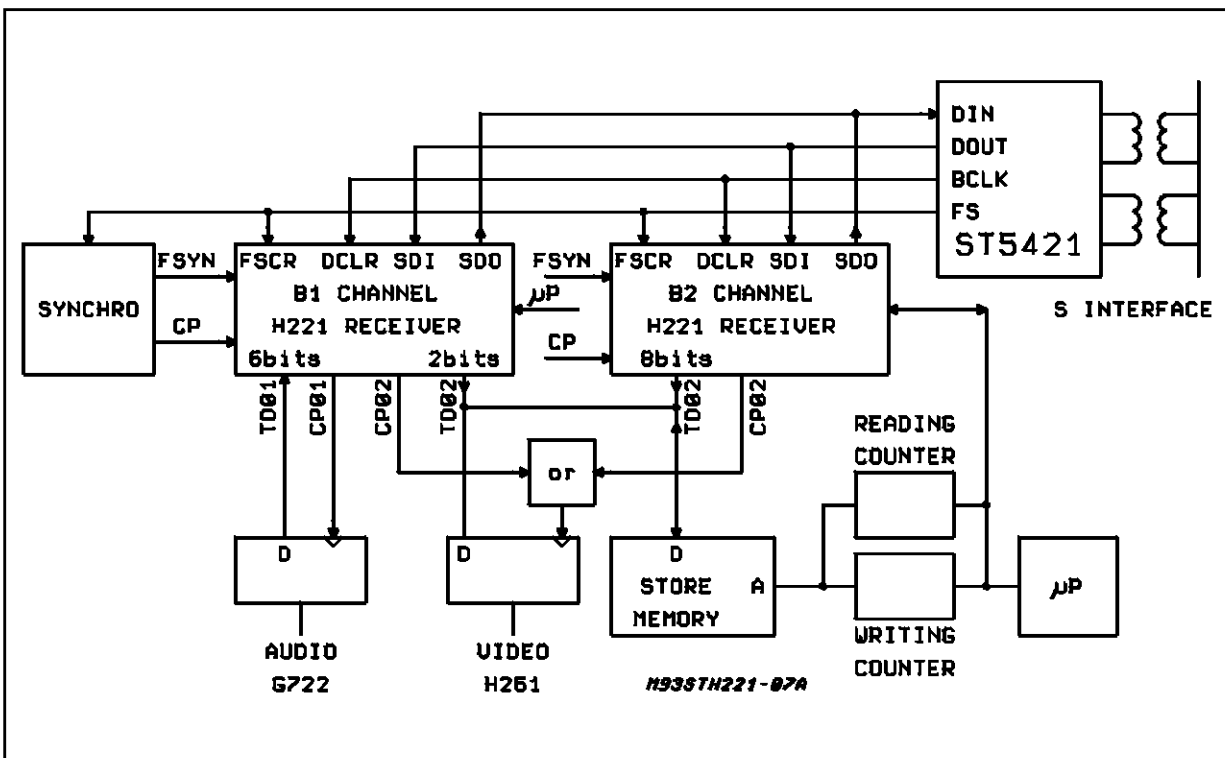 DIN
DOUT
BCLK
FS
ST5421
S INTERFACE
SYNCHRO
FSYN
CP
FSCR DCLR SDI SDO
B1 CHANNEL
H221 RECEIVER
6bits 2bits
FSYN
μP
CP
FSCR DCLR SDI SDO
B2 CHANNEL
H221 RECEIVER
8bits
TD01
CP01
CP02
TD02
TD02
CP02
or
READING
COUNTER
D
AUDIO
G722
D
VIDEO
H261
D
STORE A
MEMORY
WRITING
COUNTER
μP
M93STH221-07A